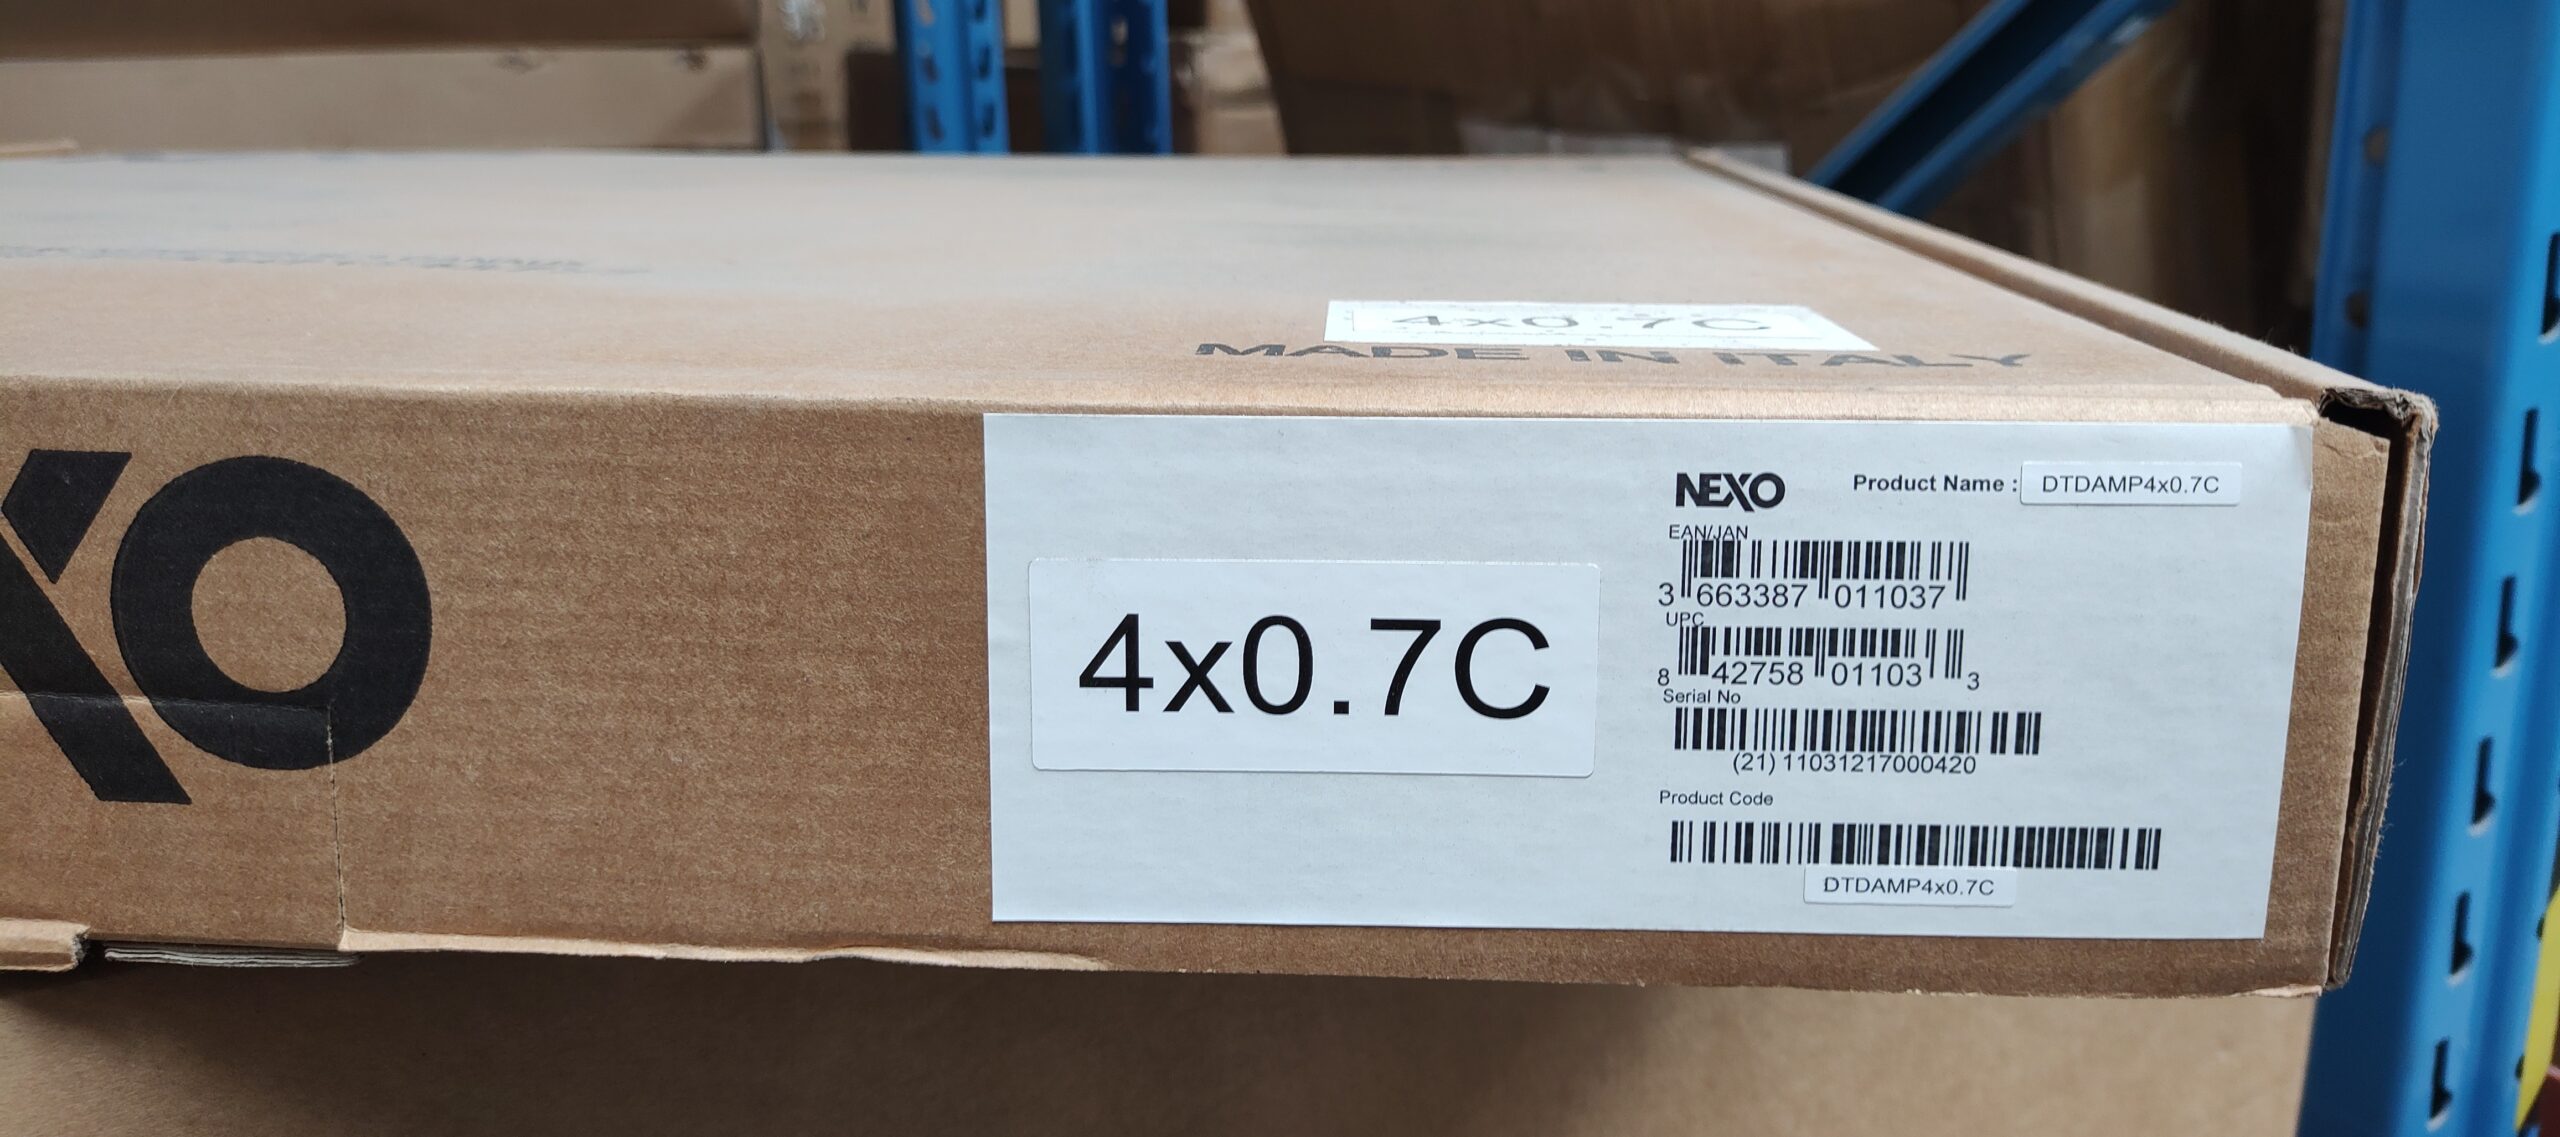 4x0.7C
MADE IN ITALY
XO
4x0.7C
NEXO
Product Name : DTDAMP4x0.7C
EAN/JAN
3 663387 011037
UPC
8 42758 01103 3
Serial No
(21) 11031217000420
Product Code
DTDAMP4x0.7C